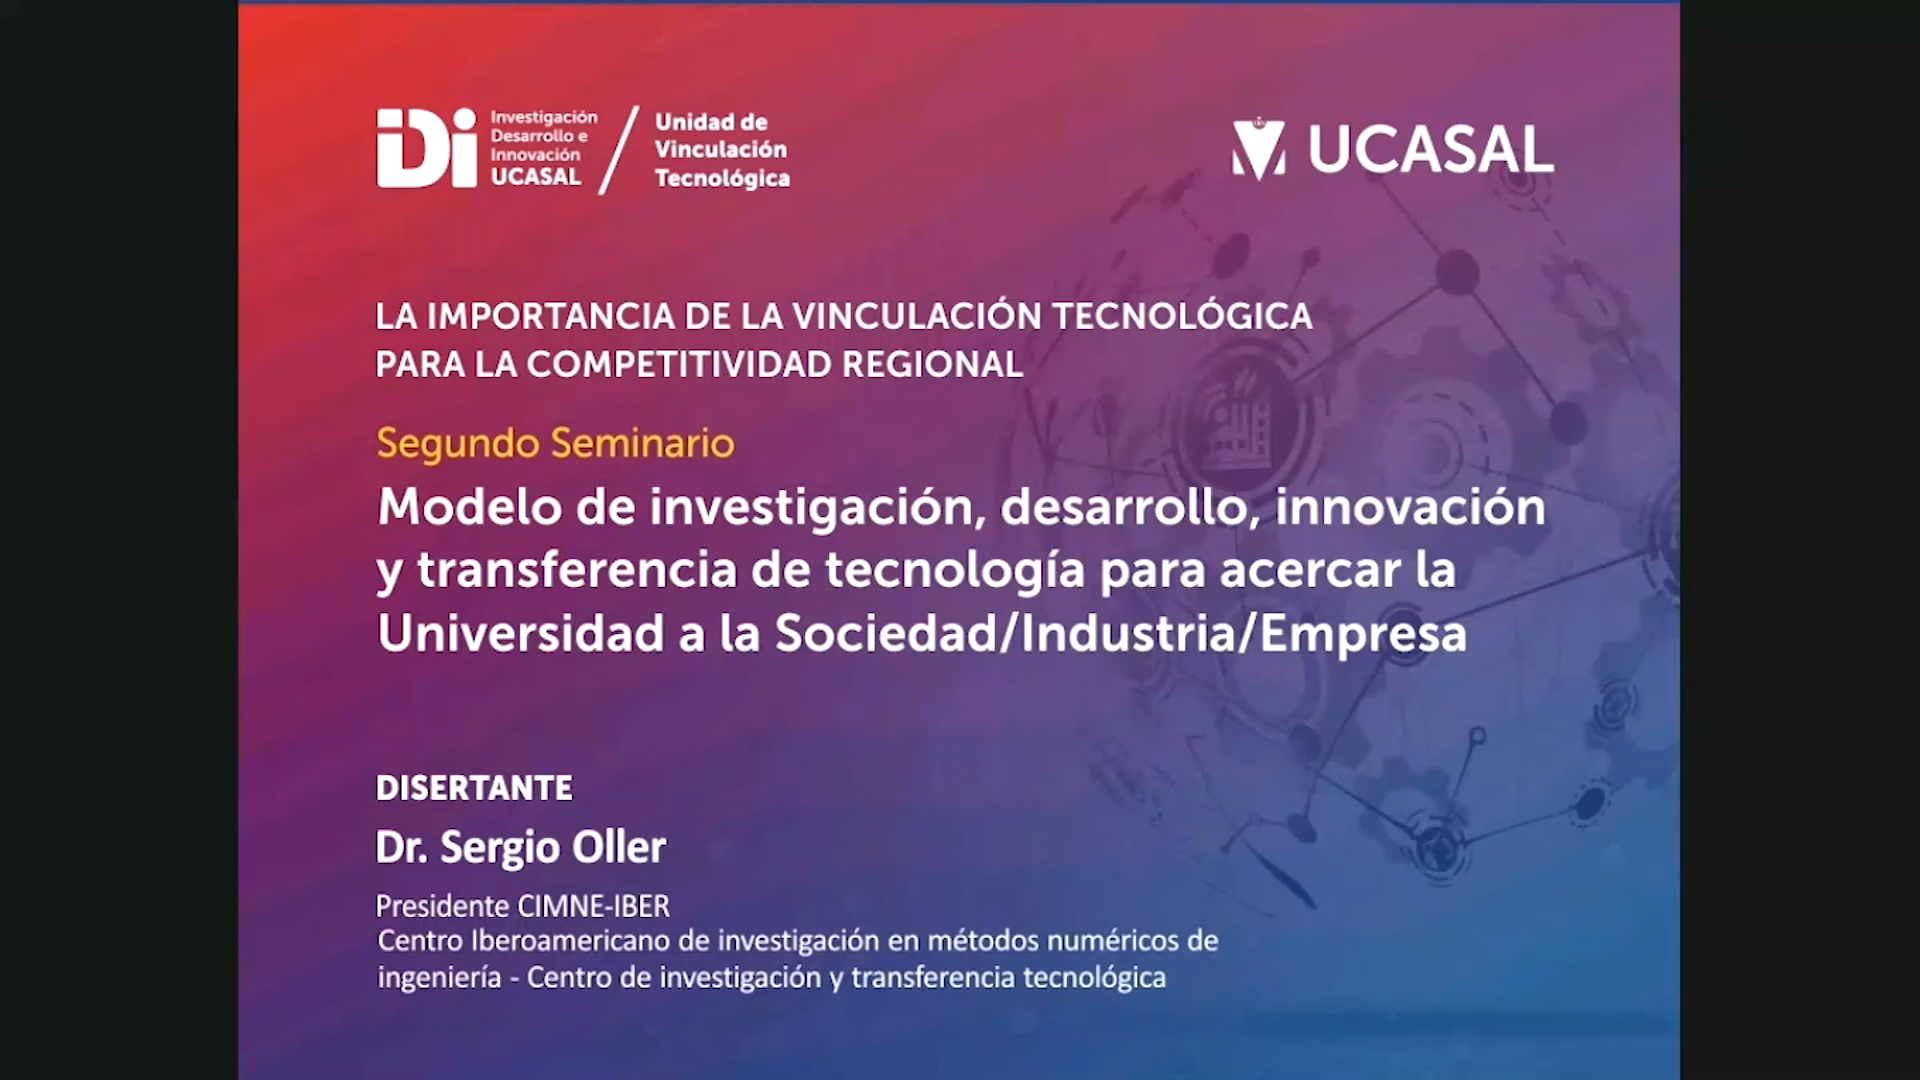 iDi
Investigación
Desarrollo e
Innovación
UCASAL
Unidad de
Vinculación
Tecnológica
UCASAL
LA IMPORTANCIA DE LA VINCULACIÓN TECNOLÓGICA
PARA LA COMPETITIVIDAD REGIONAL
Segundo Seminario
Modelo de investigación, desarrollo, innovación
y transferencia de tecnología para acercar la
Universidad a la Sociedad/Industria/Empresa
DISERTANTE
Dr. Sergio Oller
Presidente CIMNE-IBER
Centro Iberoamericano de investigación en métodos numéricos de
ingeniería - Centro de investigación y transferencia tecnológica